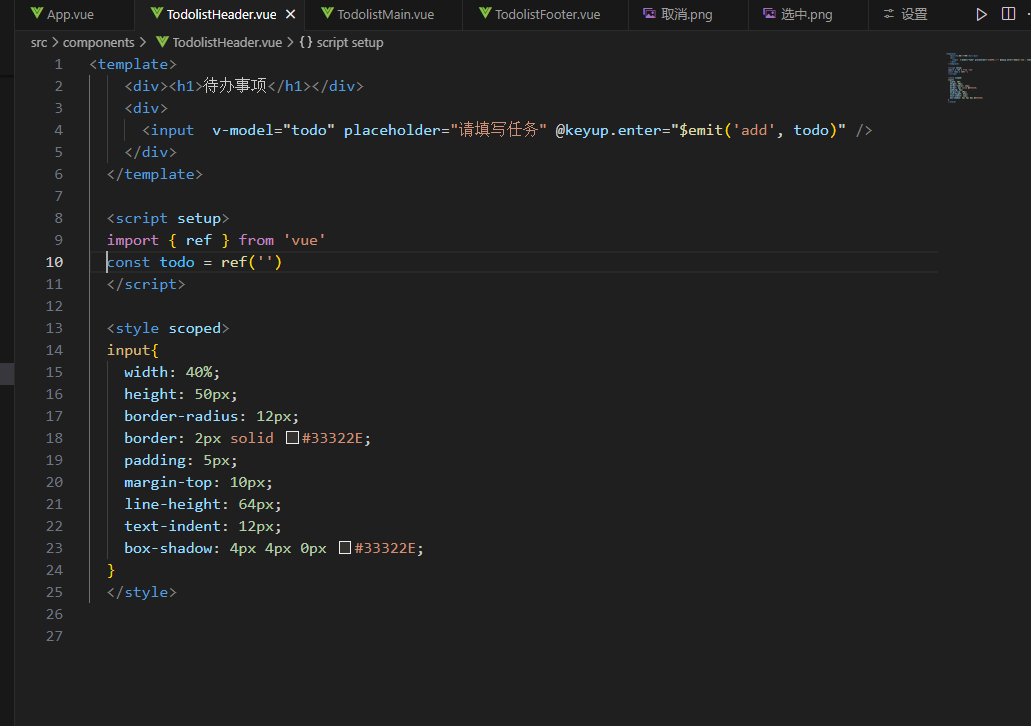 App.vue TodolistHeader.vue TodolistMain.vue TodolistFooter.vue 取消.png 选中.png 设置
src > components > TodolistHeader.vue > {} script setup
1 <template>
2 <div><h1>待办事项</h1></div>
3 <div>
4 <input  v-model="todo" placeholder="请填写任务" @keyup.enter="$emit('add', todo)" />
5 </div>
6 </template>
7
8 <script setup>
9 import { ref } from 'vue'
10 const todo = ref('')
11 </script>
12
13 <style scoped>
14 input{
15 width: 40%;
16 height: 50px;
17 border-radius: 12px;
18 border: 2px solid #33322E;
19 padding: 5px;
20 margin-top: 10px;
21 line-height: 64px;
22 text-indent: 12px;
23 box-shadow: 4px 4px 0px #33322E;
24 }
25 </style>
26
27